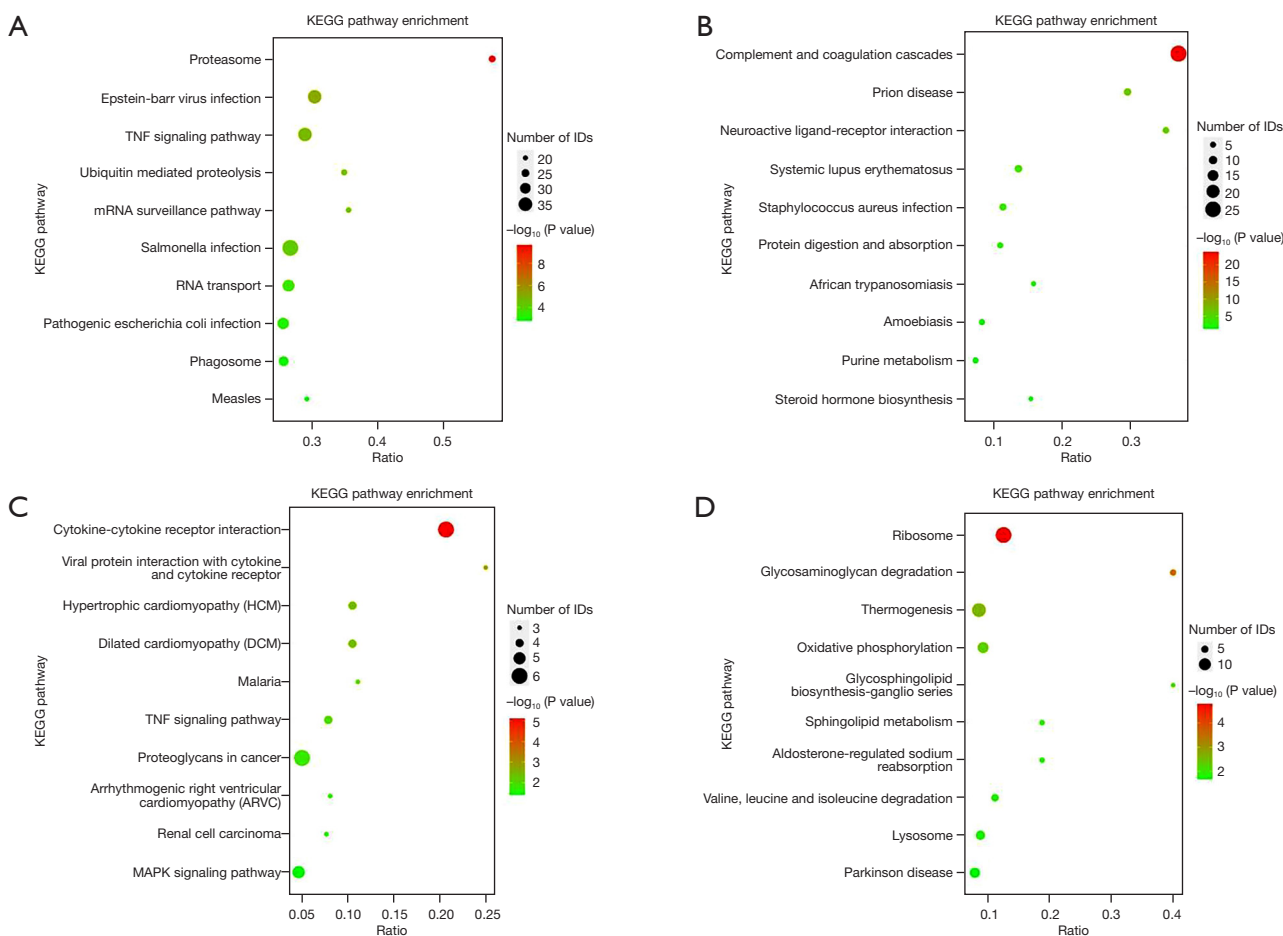 A
KEGG pathway enrichment
KEGG pathway
Proteasome
Epstein-barr virus infection
TNF signaling pathway
Ubiquitin mediated proteolysis
mRNA surveillance pathway
Salmonella infection
RNA transport
Pathogenic escherichia coli infection
Phagosome
Measles
0.3 0.4 0.5
Ratio
Number of IDs
20
25
30
35
–log₁₀ (P value)
8
6
4
B
KEGG pathway enrichment
KEGG pathway
Complement and coagulation cascades
Prion disease
Neuroactive ligand-receptor interaction
Systemic lupus erythematosus
Staphylococcus aureus infection
Protein digestion and absorption
African trypanosomiasis
Amoebiasis
Purine metabolism
Steroid hormone biosynthesis
0.1 0.2 0.3
Ratio
Number of IDs
5
10
15
20
25
–log₁₀ (P value)
20
15
10
5
C
KEGG pathway enrichment
KEGG pathway
Cytokine-cytokine receptor interaction
Viral protein interaction with cytokine
and cytokine receptor
Hypertrophic cardiomyopathy (HCM)
Dilated cardiomyopathy (DCM)
Malaria
TNF signaling pathway
Proteoglycans in cancer
Arrhythmogenic right ventricular
cardiomyopathy (ARVC)
Renal cell carcinoma
MAPK signaling pathway
0.05 0.10 0.15 0.20 0.25
Ratio
Number of IDs
3
4
5
6
–log₁₀ (P value)
5
4
3
2
D
KEGG pathway enrichment
KEGG pathway
Ribosome
Glycosaminoglycan degradation
Thermogenesis
Oxidative phosphorylation
Glycosphingolipid
biosynthesis-ganglio series
Sphingolipid metabolism
Aldosterone-regulated sodium
reabsorption
Valine, leucine and isoleucine degradation
Lysosome
Parkinson disease
0.1 0.2 0.3 0.4
Ratio
Number of IDs
5
10
–log₁₀ (P value)
4
3
2